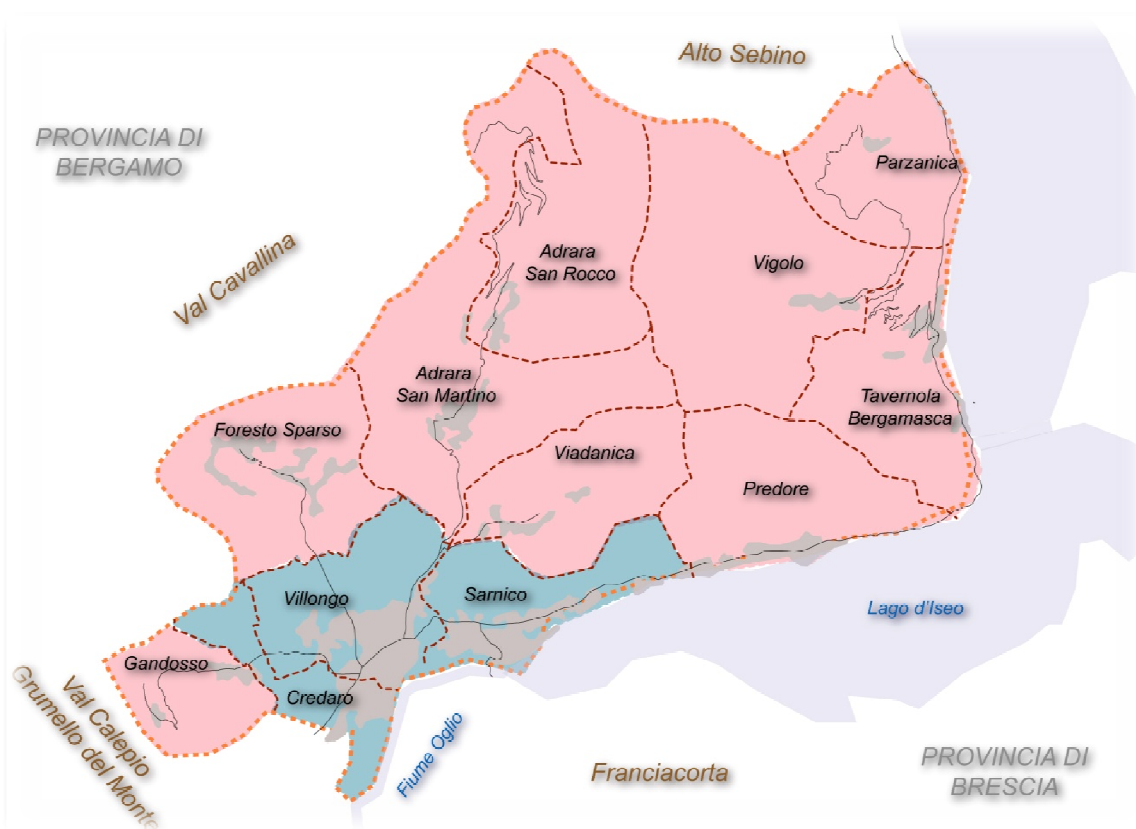 Alto Sebino
PROVINCIA DI
BERGAMO
Parzanica
Val Cavallina
Adrara
San Rocco
Vigolo
Adrara
San Martino
Tavernola
Bergamasca
Foresto Sparso
Viadanica
Predore
Villongo
Sarnico
Lago d'Iseo
Gandosso
Credaro
Val Calepio
Grumello del Monte
Fiume Oglio
Franciacorta
PROVINCIA DI
BRESCIA